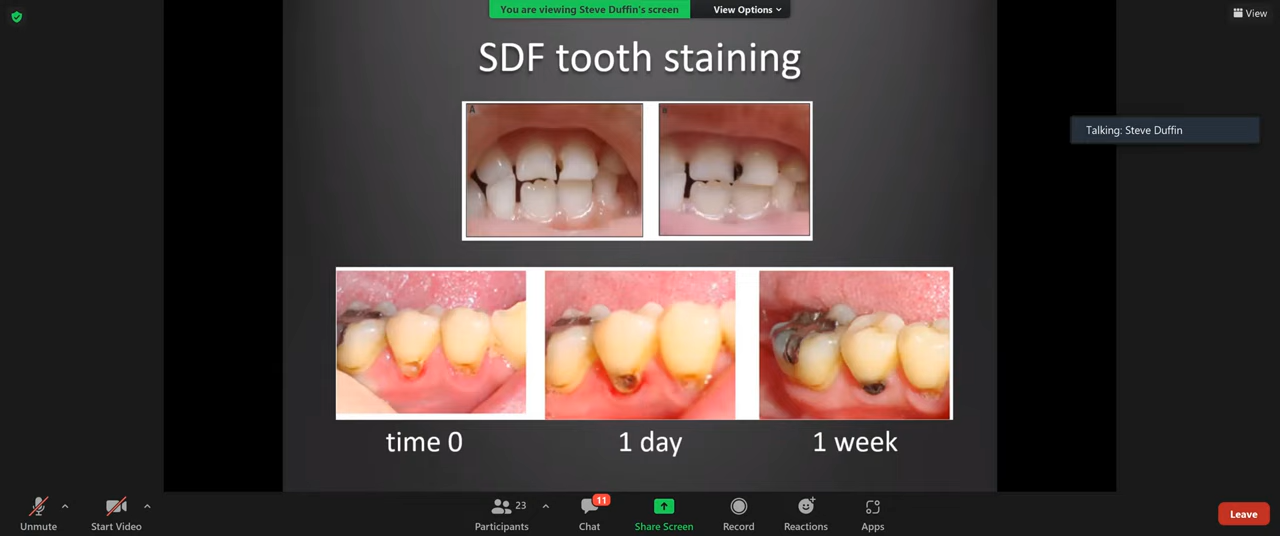 You are viewing Steve Duffin's screen
View Options
View
SDF tooth staining
A
Talking: Steve Duffin
time 0
1 day
1 week
Unmute
Start Video
23
Participants
11
Chat
Share Screen
Record
Reactions
Apps
Leave